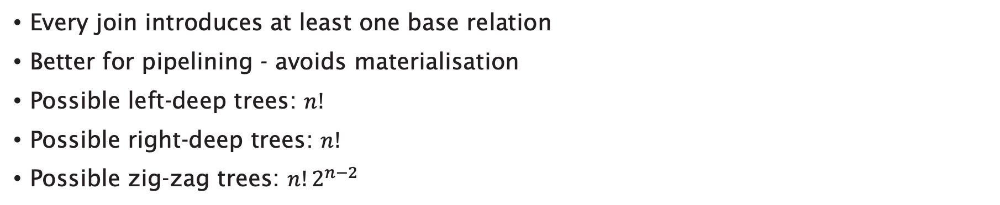 • Every join introduces at least one base relation
• Better for pipelining - avoids materialisation
• Possible left-deep trees: n!
• Possible right-deep trees: n!
• Possible zig-zag trees: n! 2ⁿ⁻²